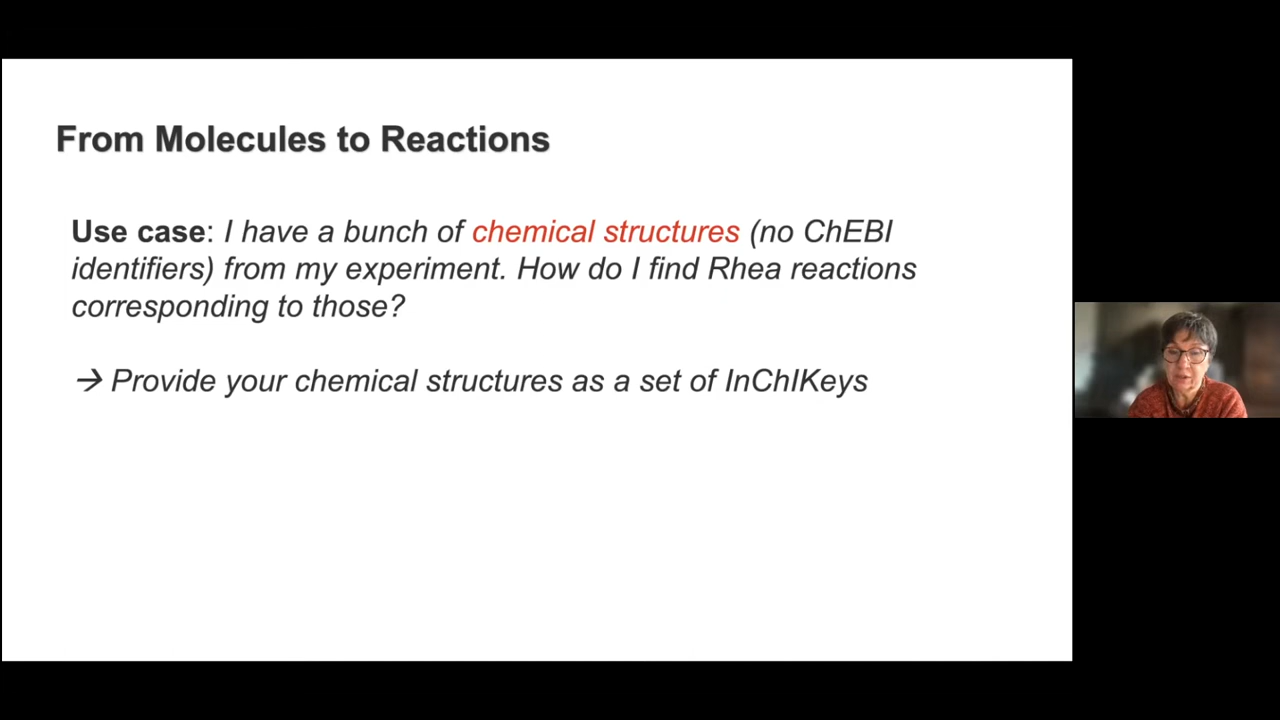 From Molecules to Reactions
Use case: I have a bunch of chemical structures (no ChEBI
identifiers) from my experiment. How do I find Rhea reactions
corresponding to those?
→ Provide your chemical structures as a set of InChIKeys